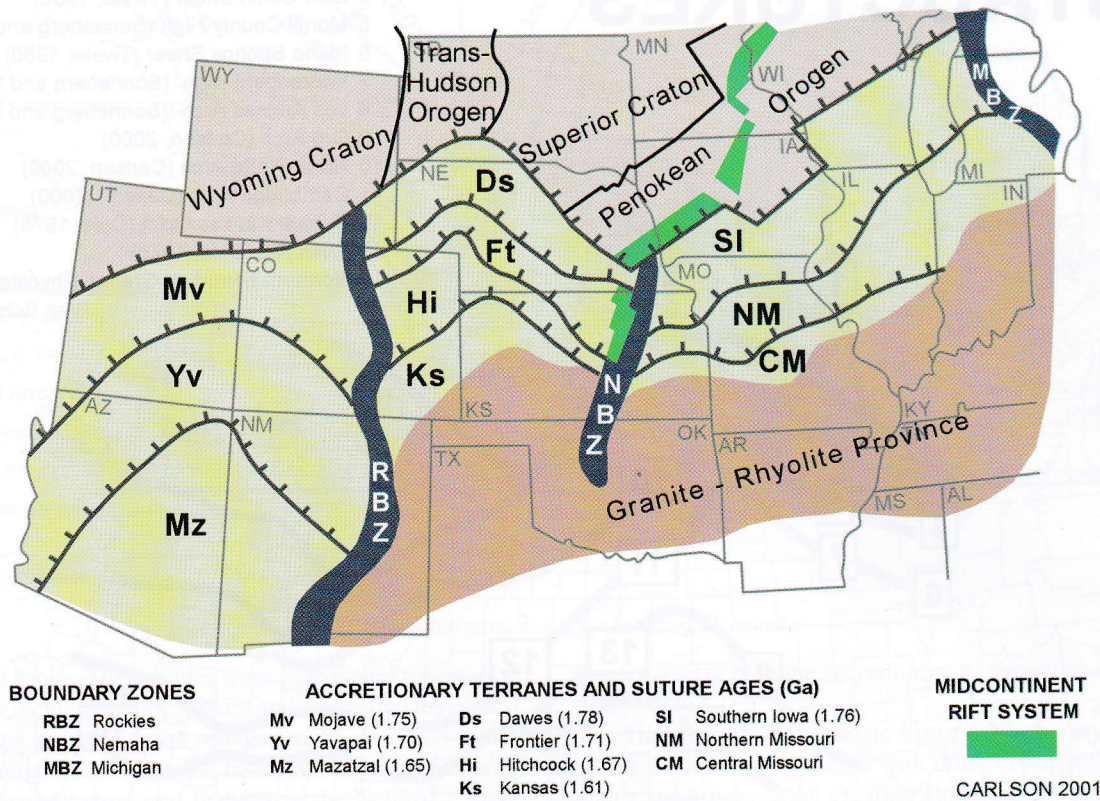 Trans-
Hudson
Orogen
SD
MN
WI
WY
Wyoming Craton
Superior Craton
Orogen
Penokean
M
B
Z
UT
NE
IA
IL
MI
IN
Ds
SI
CO
Mv
Ft
MO
Hi
NM
Yv
Ks
CM
N
B
Z
AZ
NM
KS
KY
TX
OK
AR
Granite - Rhyolite Province
R
B
Z
Mz
MS
AL
BOUNDARY ZONES
RBZ Rockies
NBZ Nemaha
MBZ Michigan
ACCRETIONARY TERRANES AND SUTURE AGES (Ga)
Mv Mojave (1.75)
Yv Yavapai (1.70)
Mz Mazatzal (1.65)
Ds Dawes (1.78)
Ft Frontier (1.71)
Hi Hitchcock (1.67)
Ks Kansas (1.61)
SI Southern Iowa (1.76)
NM Northern Missouri
CM Central Missouri
MIDCONTINENT
RIFT SYSTEM
CARLSON 2001